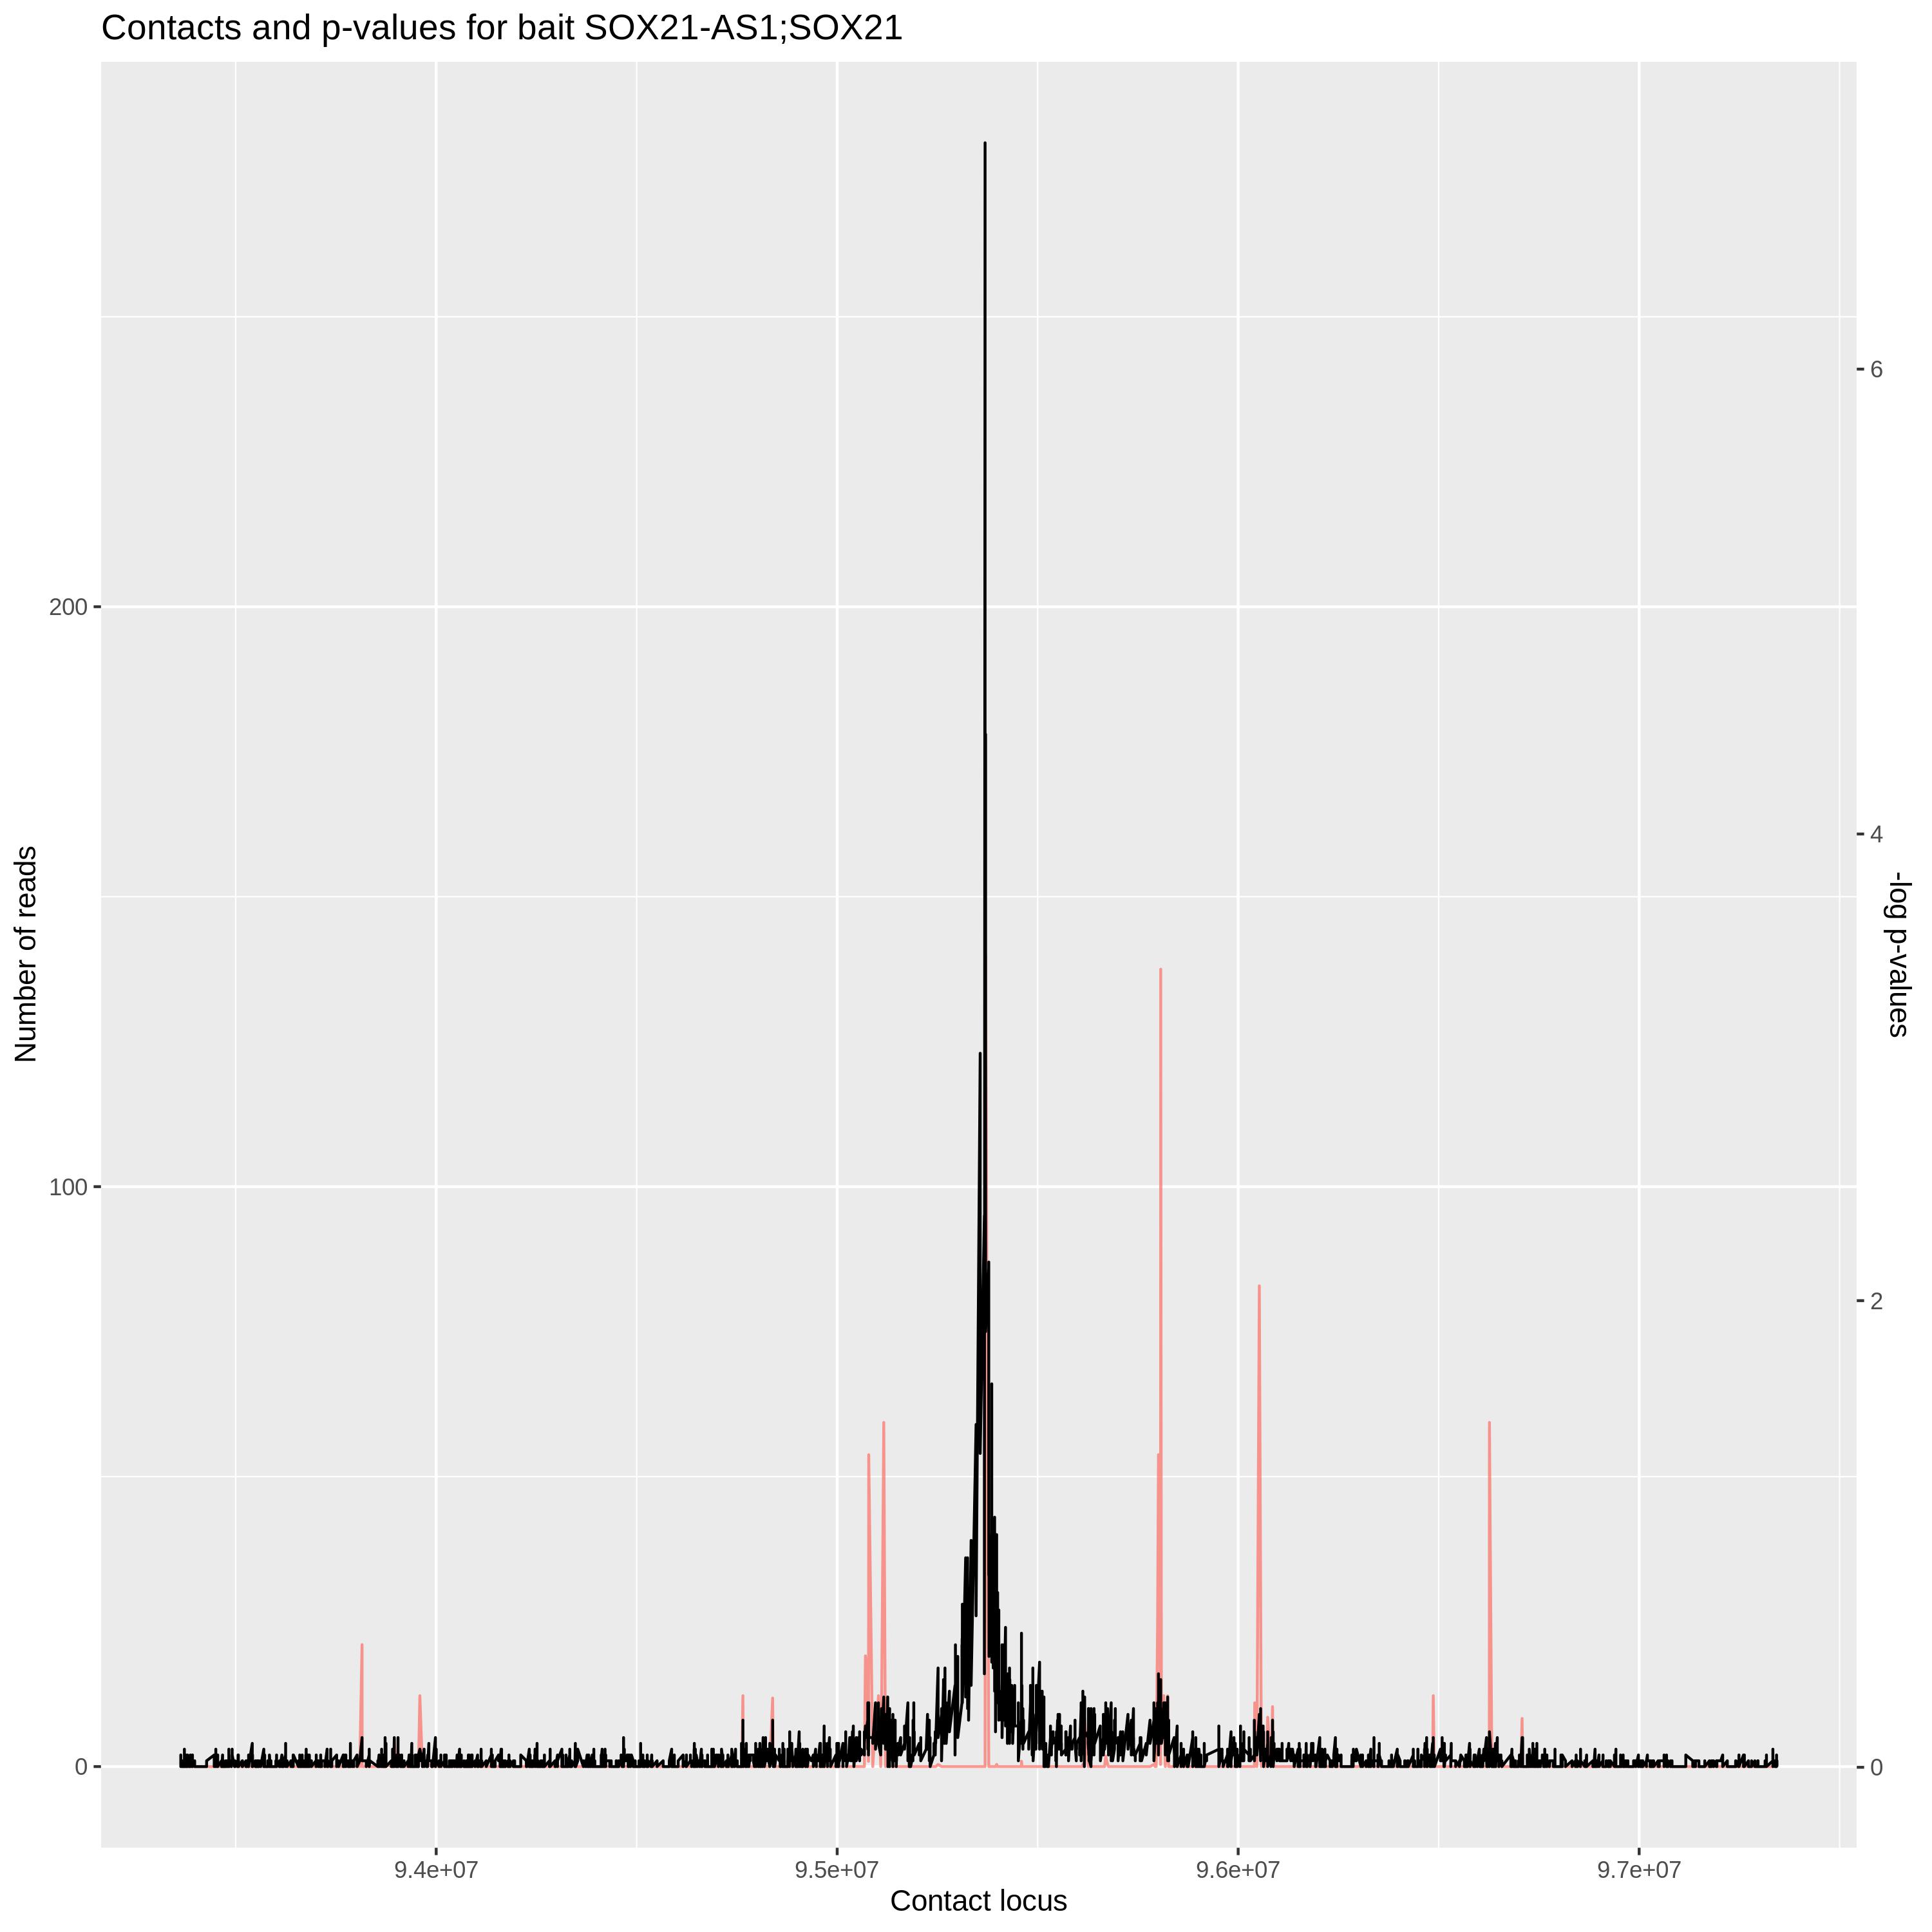 Contacts and p-values for bait SOX21-AS1;SOX21
Number of reads
200
100
0
6
4
2
0
-log p-values
9.4e+07
9.5e+07
9.6e+07
9.7e+07
Contact locus